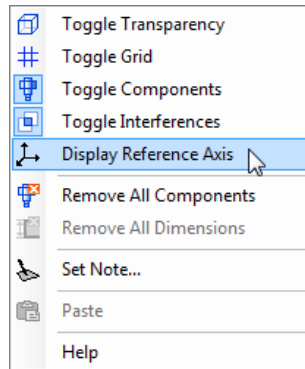 Toggle Transparency
Toggle Grid
Toggle Components
Toggle Interferences
Display Reference Axis
Remove All Components
Remove All Dimensions
Set Note...
Paste
Help